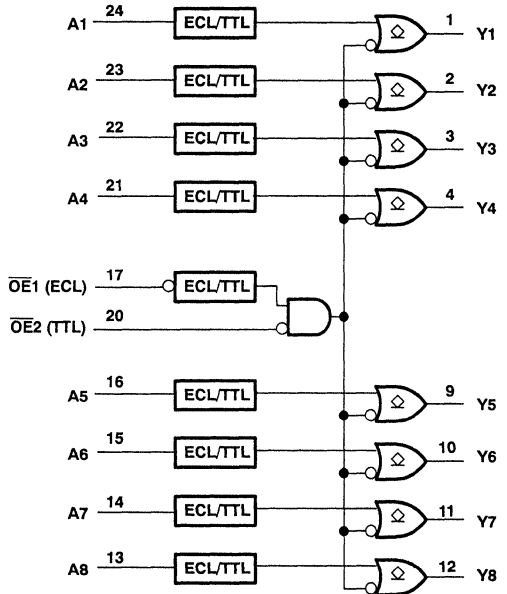 A1 24 ECL/TTL 1 Y1
A2 23 ECL/TTL 2 Y2
A3 22 ECL/TTL 3 Y3
A4 21 ECL/TTL 4 Y4
OE1 (ECL) 17 ECL/TTL
OE2 (TTL) 20
A5 16 ECL/TTL 9 Y5
A6 15 ECL/TTL 10 Y6
A7 14 ECL/TTL 11 Y7
A8 13 ECL/TTL 12 Y8